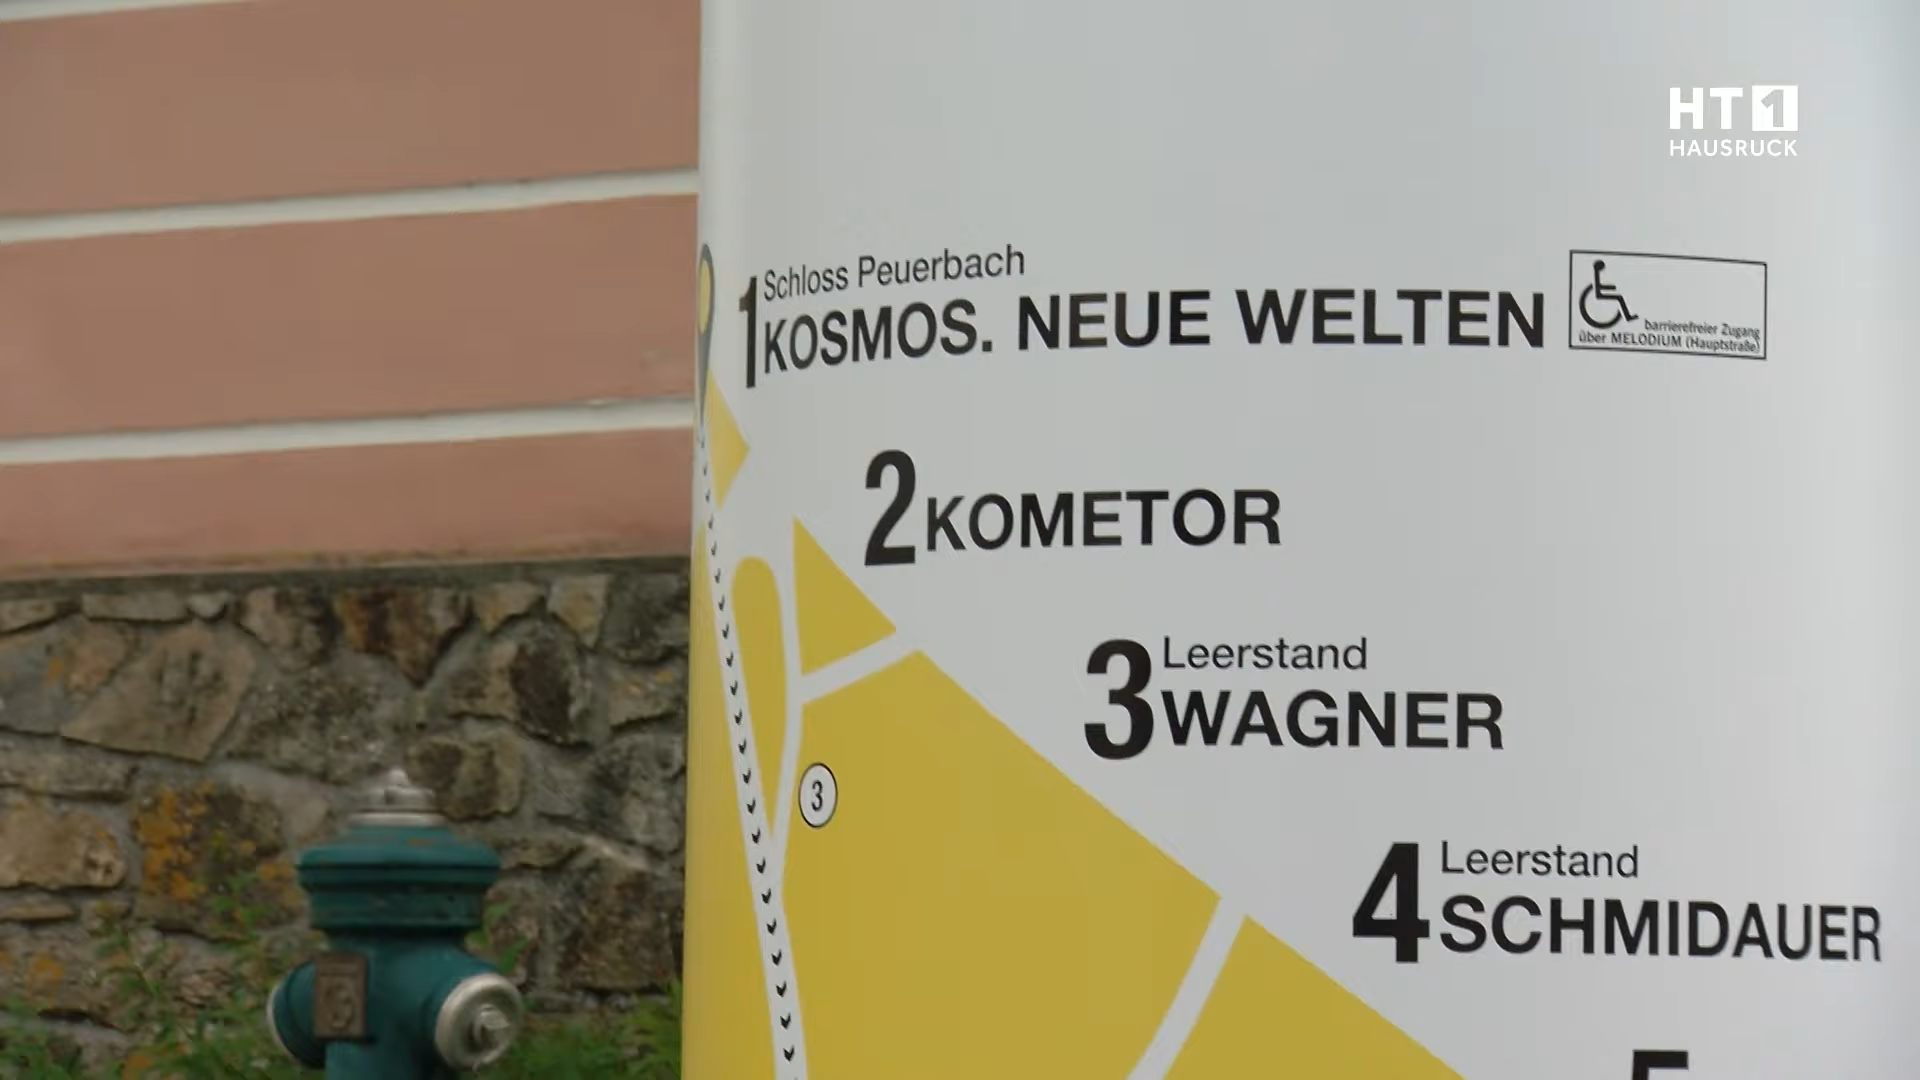 HT1
HAUSRUCK
1 Schloss Peuerbach
KOSMOS. NEUE WELTEN
barrierefreier Zugang
über MELODIUM (Hauptstraße)
2 KOMETOR
3 Leerstand
WAGNER
3
4 Leerstand
SCHMIDAUER